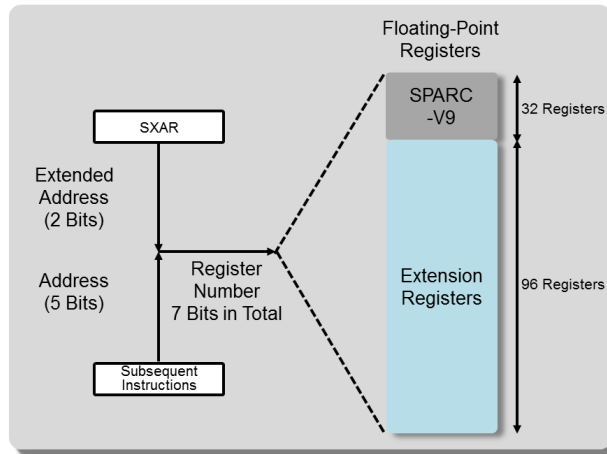 Floating-Point
Registers
SPARC
-V9
32 Registers
SXAR
Extended
Address
(2 Bits)
Register
Number
7 Bits in Total
Address
(5 Bits)
Subsequent
Instructions
Extension
Registers
96 Registers